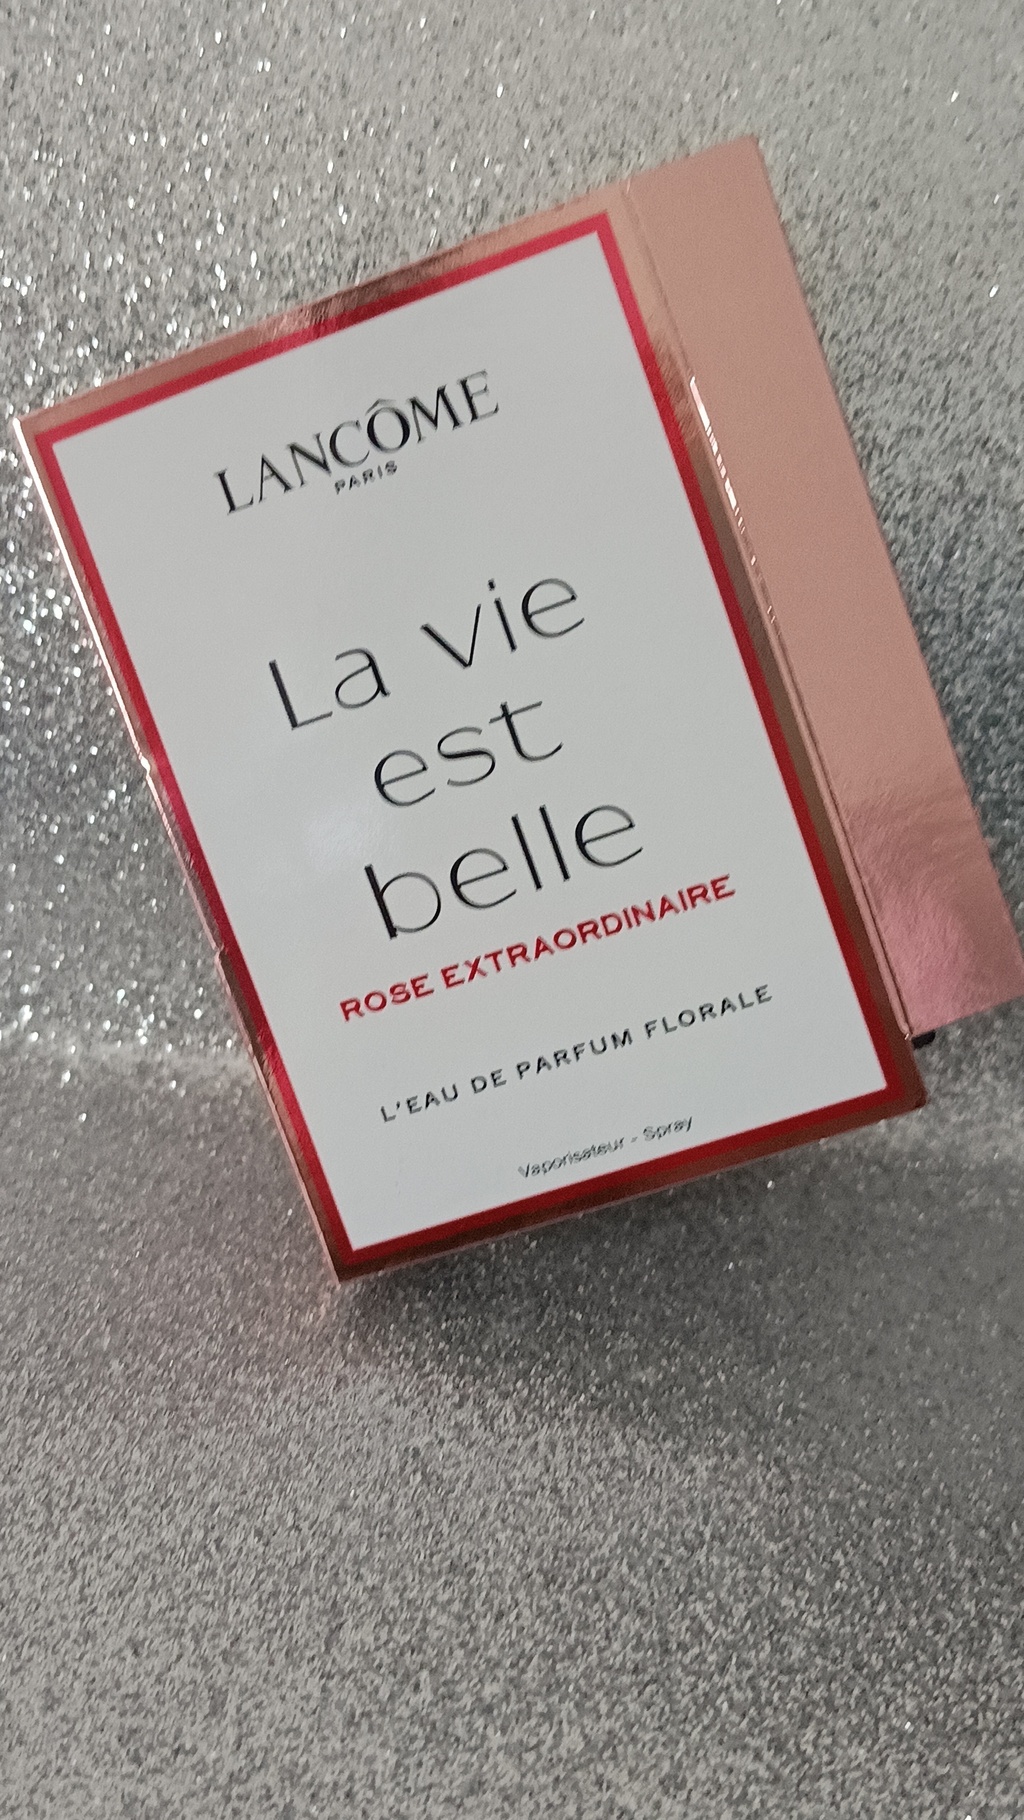 LANCÔME
PARIS
La vie
est
belle
ROSE EXTRAORDINAIRE
L'EAU DE PARFUM FLORALE
Vaporisateur - Spray